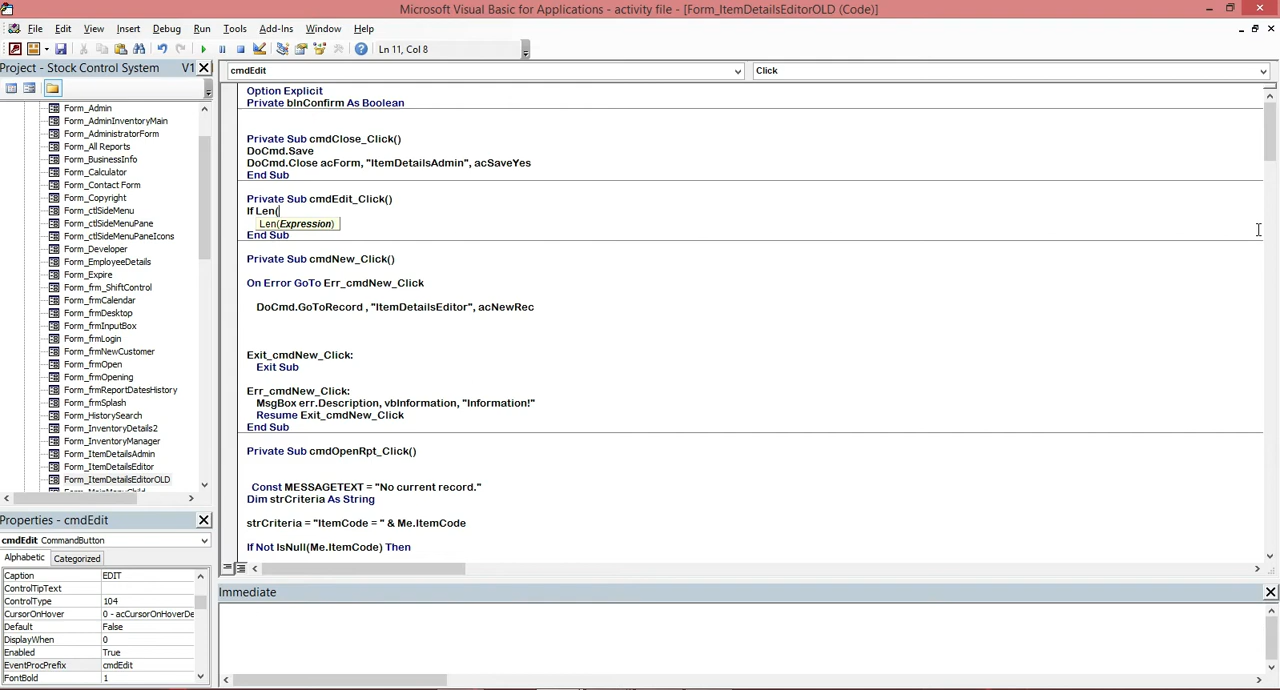 Microsoft Visual Basic for Applications - activity file - [Form_ItemDetailsEditorOLD (Code)]
File Edit View Insert Debug Run Tools Add-Ins Window Help
Ln 11, Col 8
Project - Stock Control System V1
Form_Admin
Form_AdminInventoryMain
Form_AdministratorForm
Form_All Reports
Form_BusinessInfo
Form_Calculator
Form_Contact Form
Form_Copyright
Form_ctlSideMenu
Form_ctlSideMenuPane
Form_ctlSideMenuPaneIcons
Form_Developer
Form_EmployeeDetails
Form_Expire
Form_frm_ShiftControl
Form_frmCalendar
Form_frmDesktop
Form_frmInputBox
Form_frmLogin
Form_frmNewCustomer
Form_frmOpen
Form_frmOpening
Form_frmReportDatesHistory
Form_frmSplash
Form_HistorySearch
Form_InventoryDetails2
Form_InventoryManager
Form_ItemDetailsAdmin
Form_ItemDetailsEditor
Form_ItemDetailsEditorOLD
Properties - cmdEdit
cmdEdit CommandButton
Alphabetic Categorized
Caption EDIT
ControlTipText
ControlType 104
CursorOnHover 0 - acCursorOnHoverDe
Default False
DisplayWhen 0
Enabled True
EventProcPrefix cmdEdit
FontBold 1
cmdEdit Click
Option Explicit
Private blnConfirm As Boolean
Private Sub cmdClose_Click()
DoCmd.Save
DoCmd.Close acForm, "ItemDetailsAdmin", acSaveYes
End Sub
Private Sub cmdEdit_Click()
If Len(
Len(Expression)
End Sub
Private Sub cmdNew_Click()
On Error GoTo Err_cmdNew_Click
DoCmd.GoToRecord , "ItemDetailsEditor", acNewRec
Exit_cmdNew_Click:
Exit Sub
Err_cmdNew_Click:
MsgBox err.Description, vbInformation, "Information!"
Resume Exit_cmdNew_Click
End Sub
Private Sub cmdOpenRpt_Click()
Const MESSAGETEXT = "No current record."
Dim strCriteria As String
strCriteria = "ItemCode = " & Me.ItemCode
If Not IsNull(Me.ItemCode) Then
Immediate